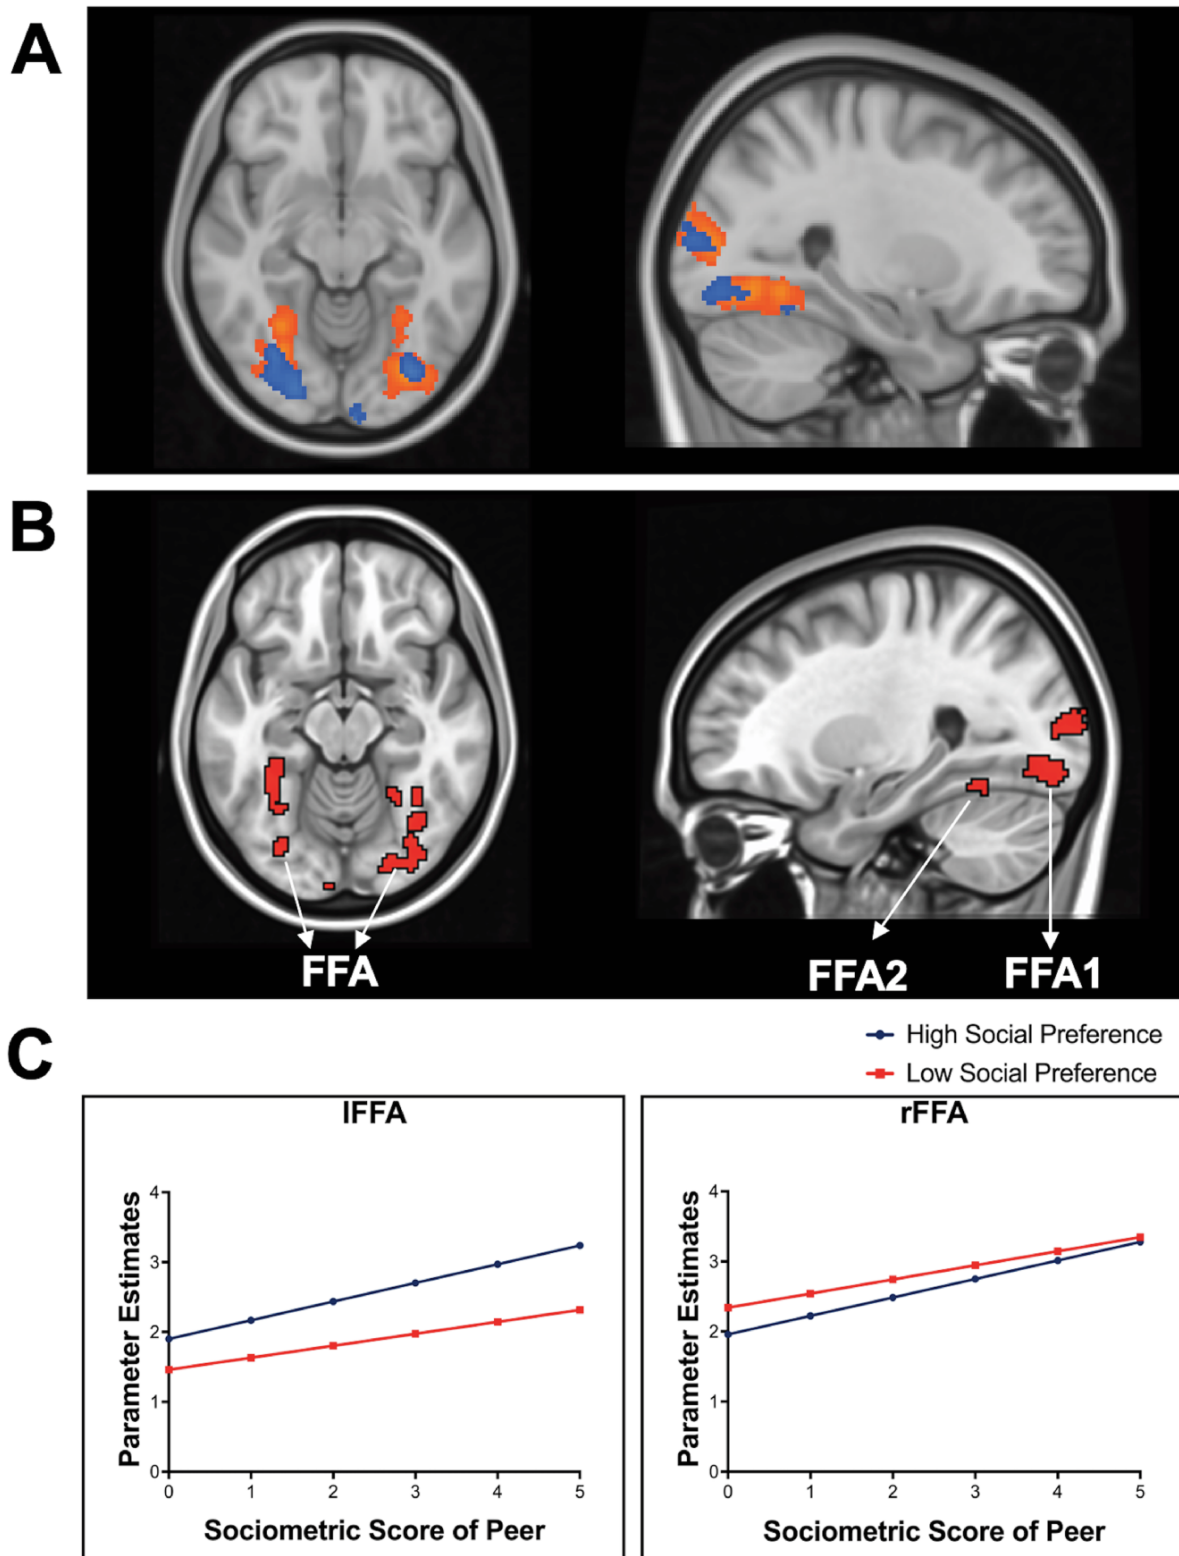 A
B
FFA
FFA2
FFA1
C
High Social Preference
Low Social Preference
lFFA
rFFA
Parameter Estimates
4
3
2
1
0
0 1 2 3 4 5
Sociometric Score of Peer
Parameter Estimates
4
3
2
1
0
0 1 2 3 4 5
Sociometric Score of Peer